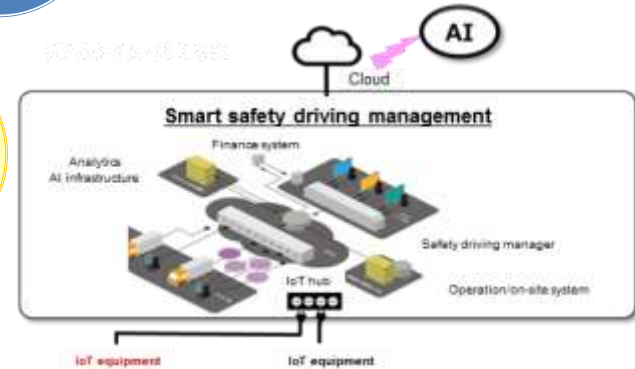 AI
Cloud
Smart safety driving management
Finance system
Analytics
AI infrastructure
Safety driving manager
IoT hub
Operation/on-site system
IoT equipment
IoT equipment